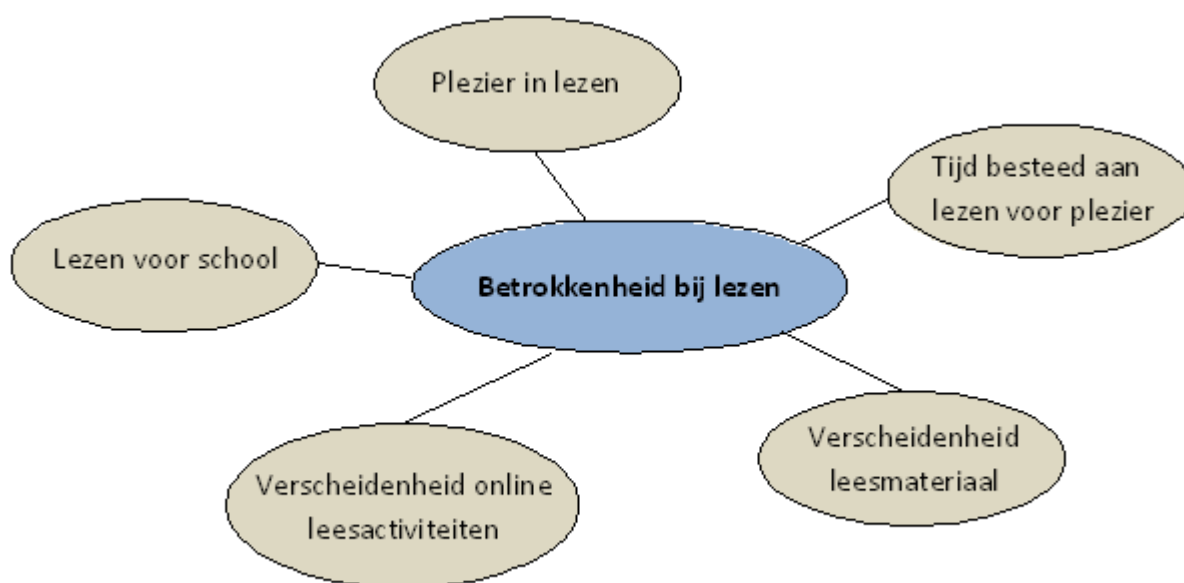 Plezier in lezen
Tijd besteed aan
lezen voor plezier
Lezen voor school
Betrokkenheid bij lezen
Verscheidenheid
leesmateriaal
Verscheidenheid online
leesactiviteiten